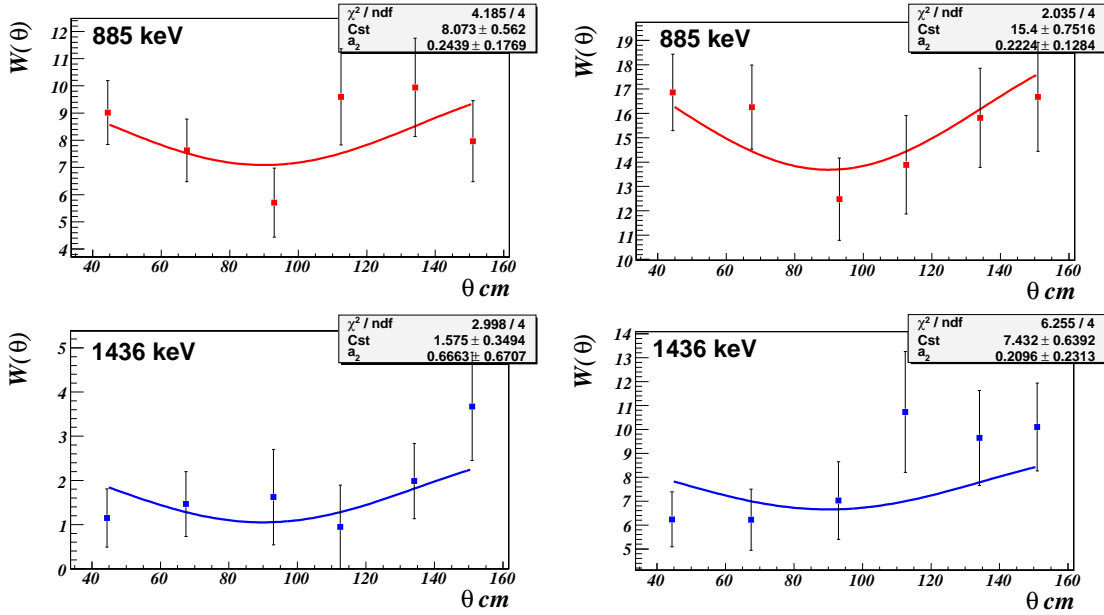 χ² / ndf 4.185 / 4
Cst 8.073 ± 0.562
a₂ 0.2439 ± 0.1769
885 keV
W(θ)
12
11
10
9
8
7
6
5
4
40 60 80 100 120 140 160
θ cm
χ² / ndf 2.035 / 4
Cst 15.4 ± 0.7516
a₂ 0.2224 ± 0.1284
885 keV
W(θ)
19
18
17
16
15
14
13
12
11
10
40 60 80 100 120 140 160
θ cm
χ² / ndf 2.998 / 4
Cst 1.575 ± 0.3494
a₂ 0.6663 ± 0.6707
1436 keV
W(θ)
5
4
3
2
1
0
40 60 80 100 120 140 160
θ cm
χ² / ndf 6.255 / 4
Cst 7.432 ± 0.6392
a₂ 0.2096 ± 0.2313
1436 keV
W(θ)
14
13
12
11
10
9
8
7
6
5
40 60 80 100 120 140 160
θ cm